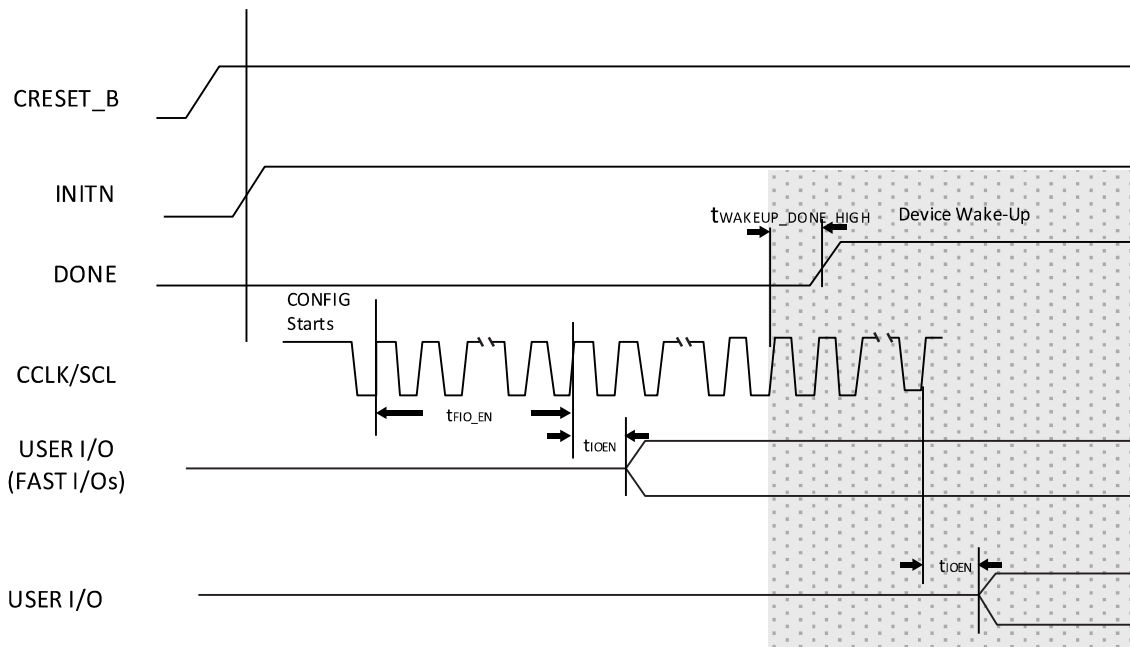 CRESET_B
INITN
tWAKEUP_DONE_HIGH
Device Wake-Up
DONE
CONFIG
Starts
CCLK/SCL
tFIO_EN
USER I/O
(FAST I/Os)
tIOEN
tIOEN
USER I/O